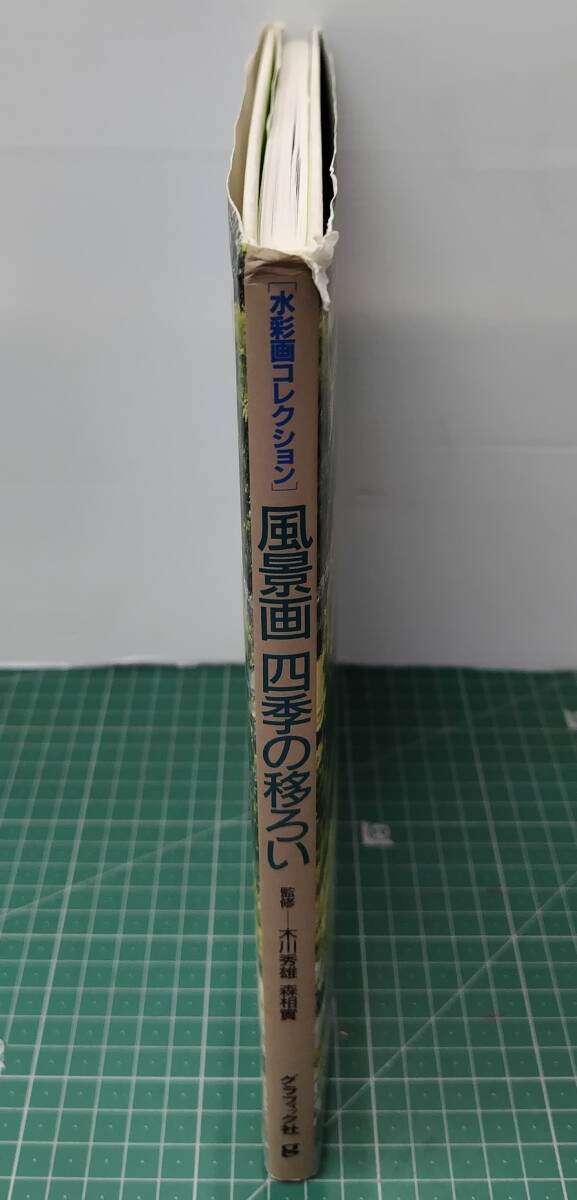 [水彩画コレクション]
風景画 四季の移ろい
監修―木川秀雄 森相實
グラフィック社